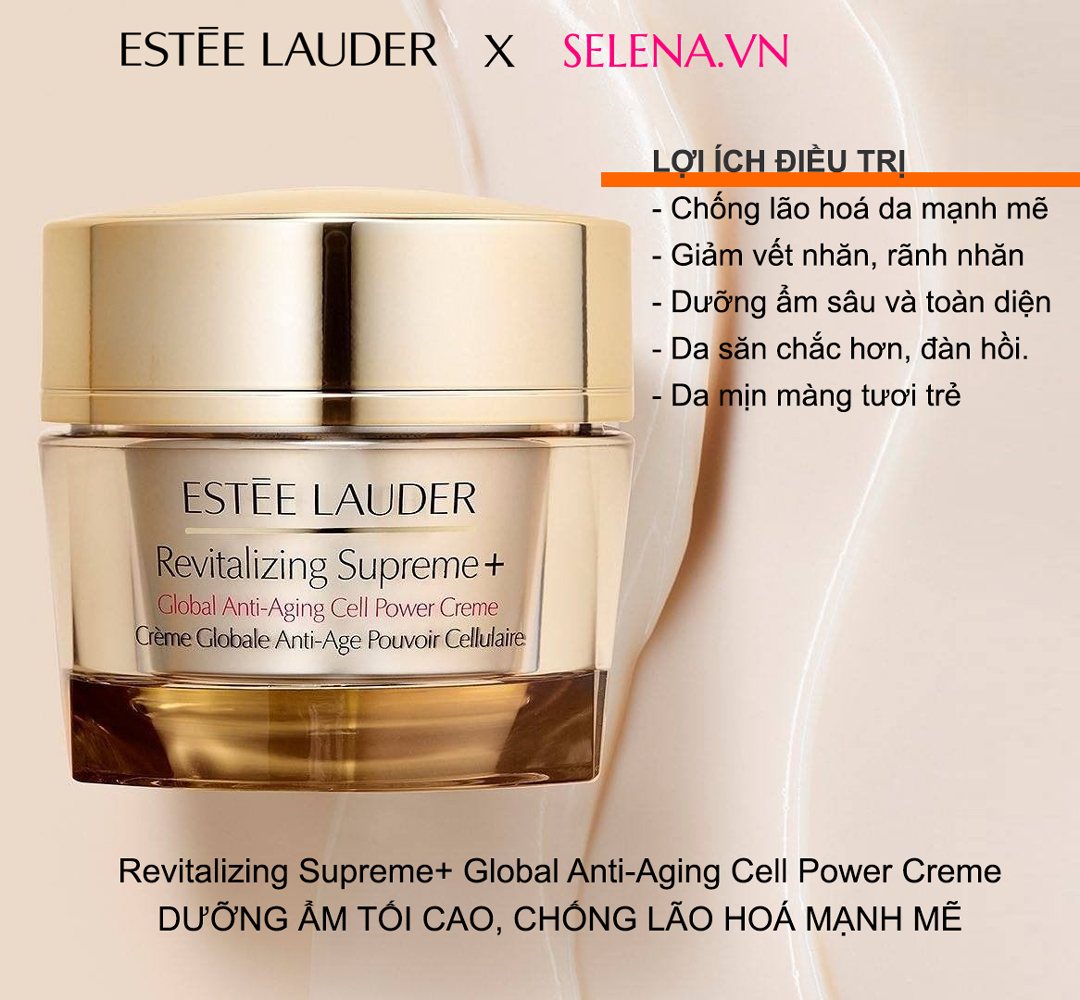 ESTĒE LAUDER X SELENA.VN
LỢI ÍCH ĐIỀU TRỊ
- Chống lão hoá da mạnh mẽ
- Giảm vết nhăn, rãnh nhăn
- Dưỡng ẩm sâu và toàn diện
- Da săn chắc hơn, đàn hồi.
- Da mịn màng tươi trẻ
ESTĒE LAUDER
Revitalizing Supreme+
Global Anti-Aging Cell Power Creme
Crème Globale Anti-Age Pouvoir Cellulaire
Revitalizing Supreme+ Global Anti-Aging Cell Power Creme
DƯỠNG ẨM TỐI CAO, CHỐNG LÃO HOÁ MẠNH MẼ